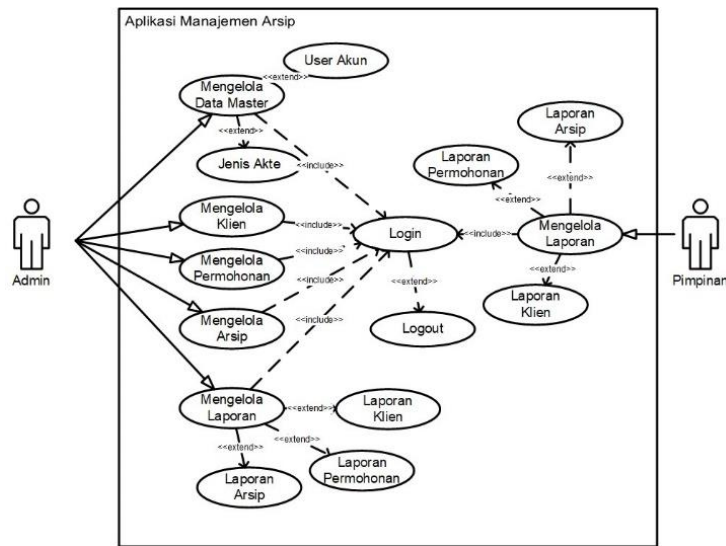 Aplikasi Manajemen Arsip
User Akun
<<extend>>
Mengelola
Data Master
<<extend>>
Jenis Akte
<<include>>
Mengelola
Klien
<<include>>
Mengelola
Permohonan
<<include>>
Mengelola
Arsip
<<include>>
<<include>>
Mengelola
Laporan
<<extend>>
Laporan
Klien
<<extend>>
Laporan
Permohonan
<<extend>>
Laporan
Arsip
Admin
Login
<<extend>>
Logout
<<include>>
Laporan
Arsip
<<extend>>
Laporan
Permohonan
<<extend>>
Mengelola
Laporan
<<extend>>
Laporan
Klien
Pimpinan